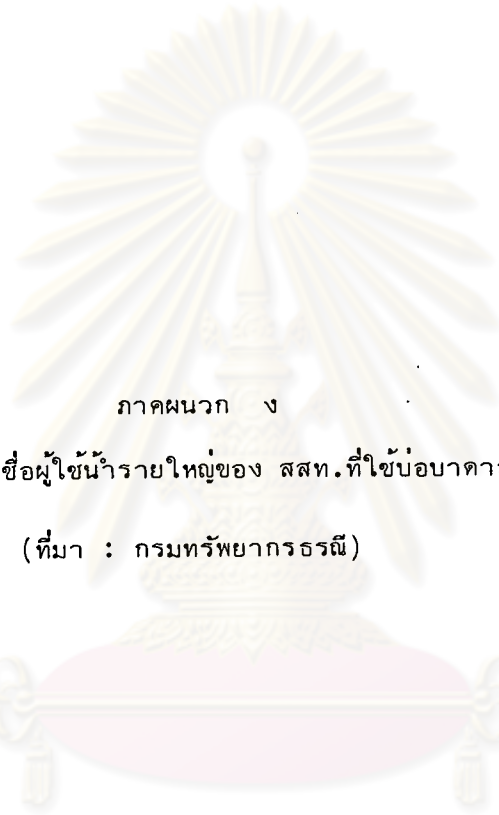 ภาคผนวก ง
ชื่อผู้ใช้น้ำรายใหญ่ของ สสท.ที่ใช้บ่อบาดาล
(ที่มา : กรมทรัพยากรธรณี)